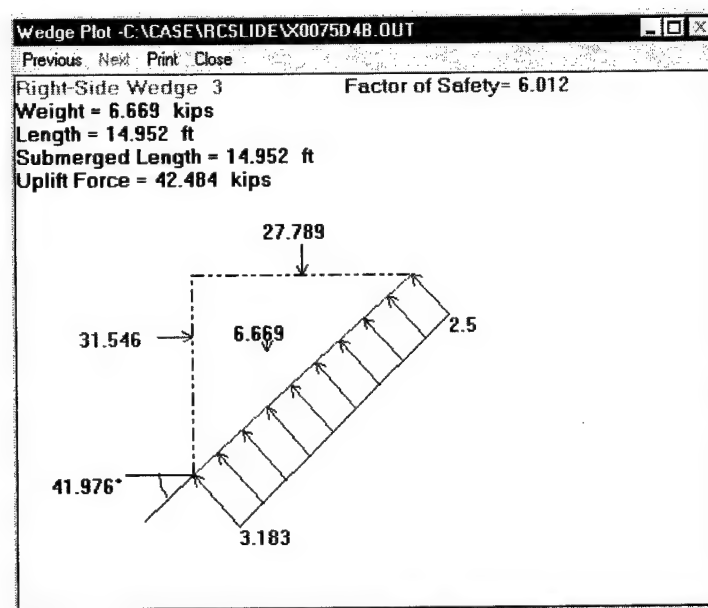 Wedge Plot -C:\CASE\RCSLIDE\X0075D4B.OUT
Previous Next Print Close
Right-Side Wedge 3 Factor of Safety= 6.012
Weight = 6.669 kips
Length = 14.952 ft
Submerged Length = 14.952 ft
Uplift Force = 42.484 kips
27.789
31.546
6.669
2.5
41.976°
3.183